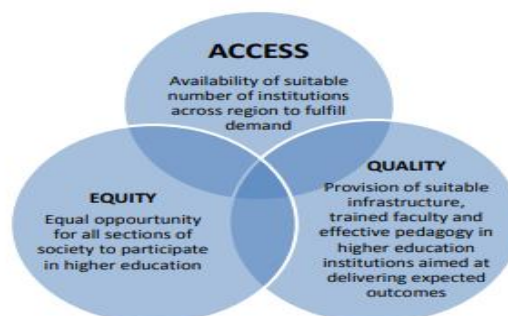 ACCESS
Availability of suitable
number of institutions
across region to fulfill
demand
EQUITY
Equal oppourtunity
for all sections of
society to participate
in higher education
QUALITY
Provision of suitable
infrastructure,
trained faculty and
effective pedagogy in
higher education
institutions aimed at
delivering expected
outcomes